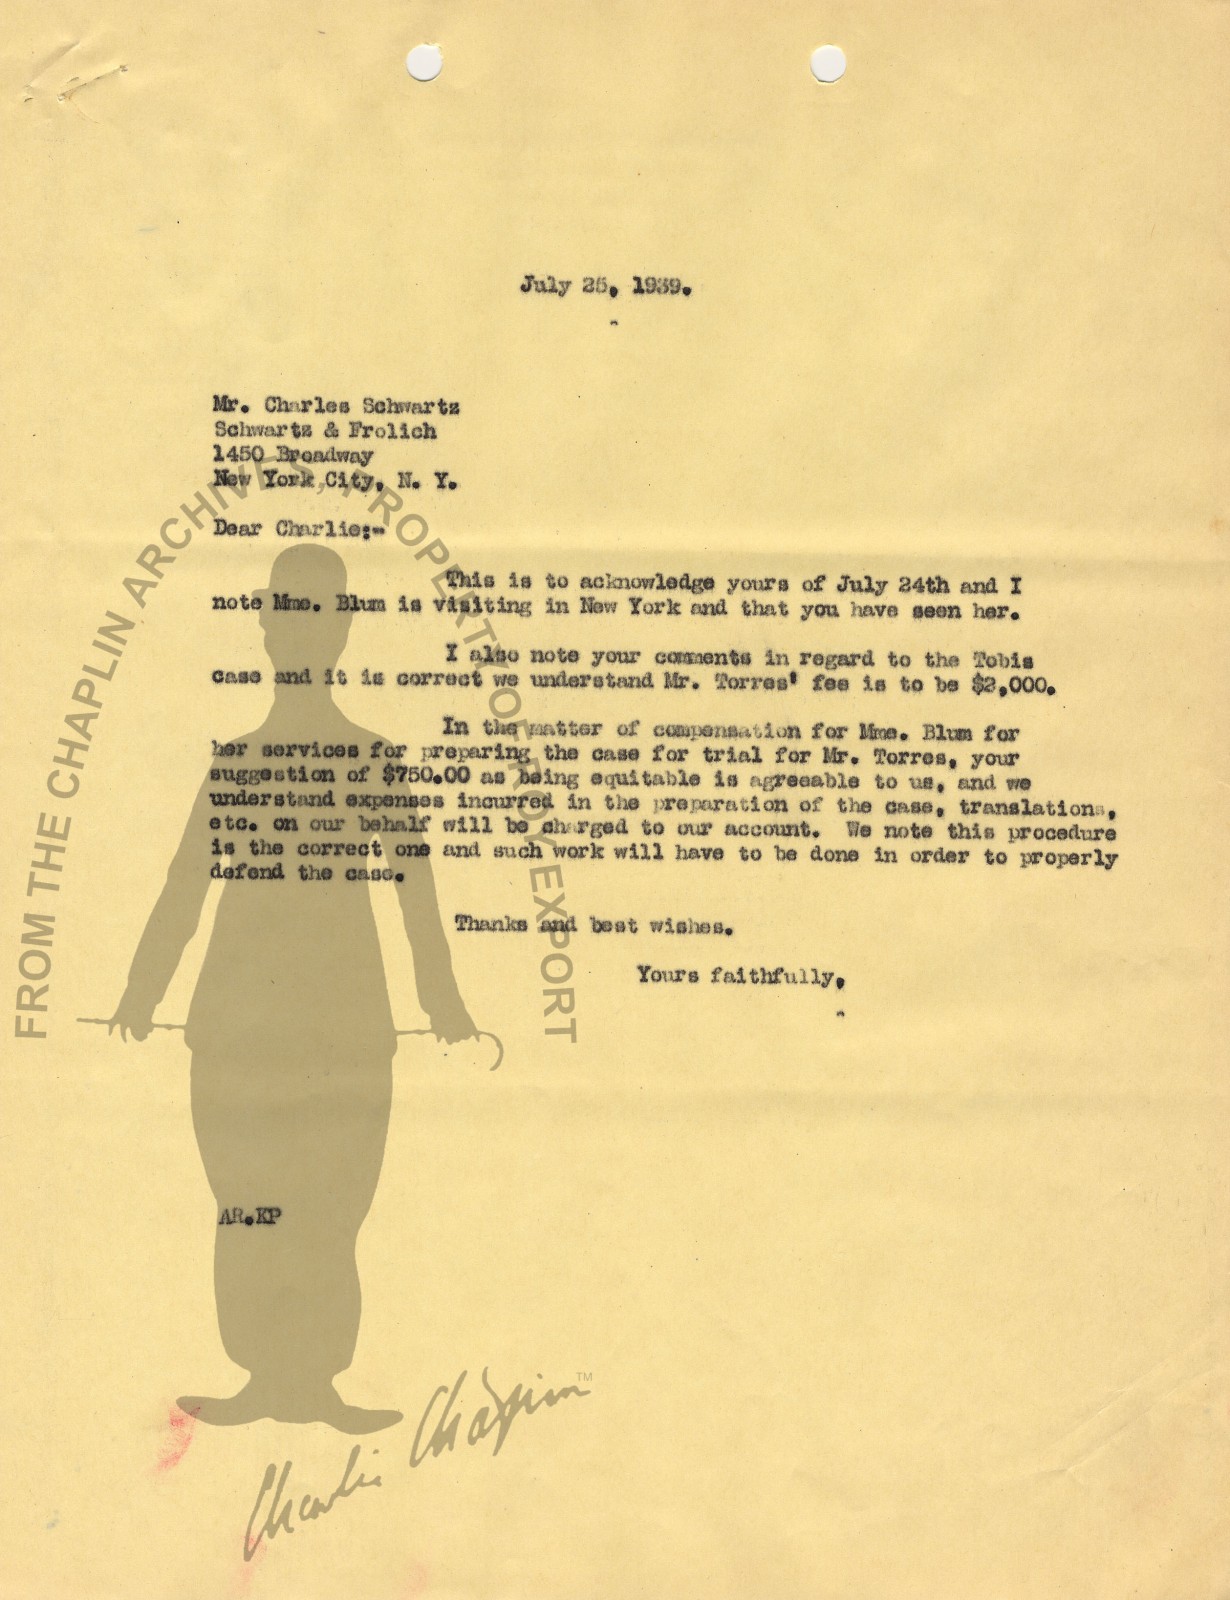 July 25, 1939.
Mr. Charles Schwartz
Schwartz & Frolich
1450 Broadway
New York City, N. Y.
Dear Charlie:-
This is to acknowledge yours of July 24th and I
note Mme. Blum is visiting in New York and that you have seen her.
I also note your comments in regard to the Tobis
case and it is correct we understand Mr. Torres' fee is to be $2,000.
In the matter of compensation for Mme. Blum for
her services for preparing the case for trial for Mr. Torres, your
suggestion of $750.00 as being equitable is agreeable to us, and we
understand expenses incurred in the preparation of the case, translations,
etc. on our behalf will be charged to our account. We note this procedure
is the correct one and such work will have to be done in order to properly
defend the case.
Thanks and best wishes.
Yours faithfully,
AR.KP
FROM THE CHAPLIN ARCHIVES, PROPERTY OF ROY EXPORT
Charlie Chaplin TM